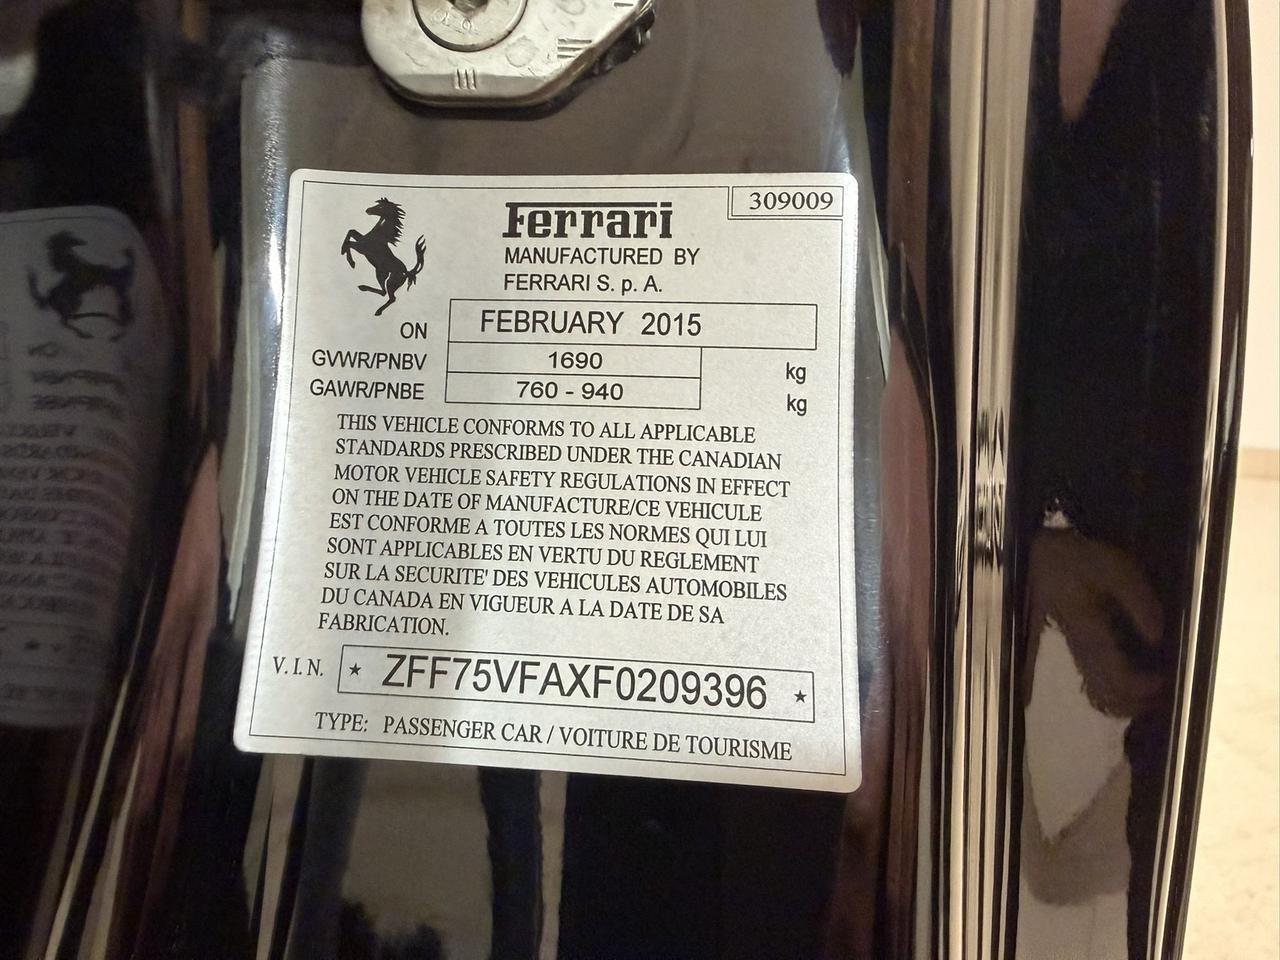 309009
Ferrari
MANUFACTURED BY
FERRARI S. p. A.
ON FEBRUARY 2015
GVWR/PNBV 1690 kg
GAWR/PNBE 760 - 940 kg
THIS VEHICLE CONFORMS TO ALL APPLICABLE
STANDARDS PRESCRIBED UNDER THE CANADIAN
MOTOR VEHICLE SAFETY REGULATIONS IN EFFECT
ON THE DATE OF MANUFACTURE/CE VEHICULE
EST CONFORME A TOUTES LES NORMES QUI LUI
SONT APPLICABLES EN VERTU DU REGLEMENT
SUR LA SECURITE' DES VEHICULES AUTOMOBILES
DU CANADA EN VIGUEUR A LA DATE DE SA
FABRICATION.
V.I.N. ★ ZFF75VFAXF0209396 ★
TYPE: PASSENGER CAR / VOITURE DE TOURISME